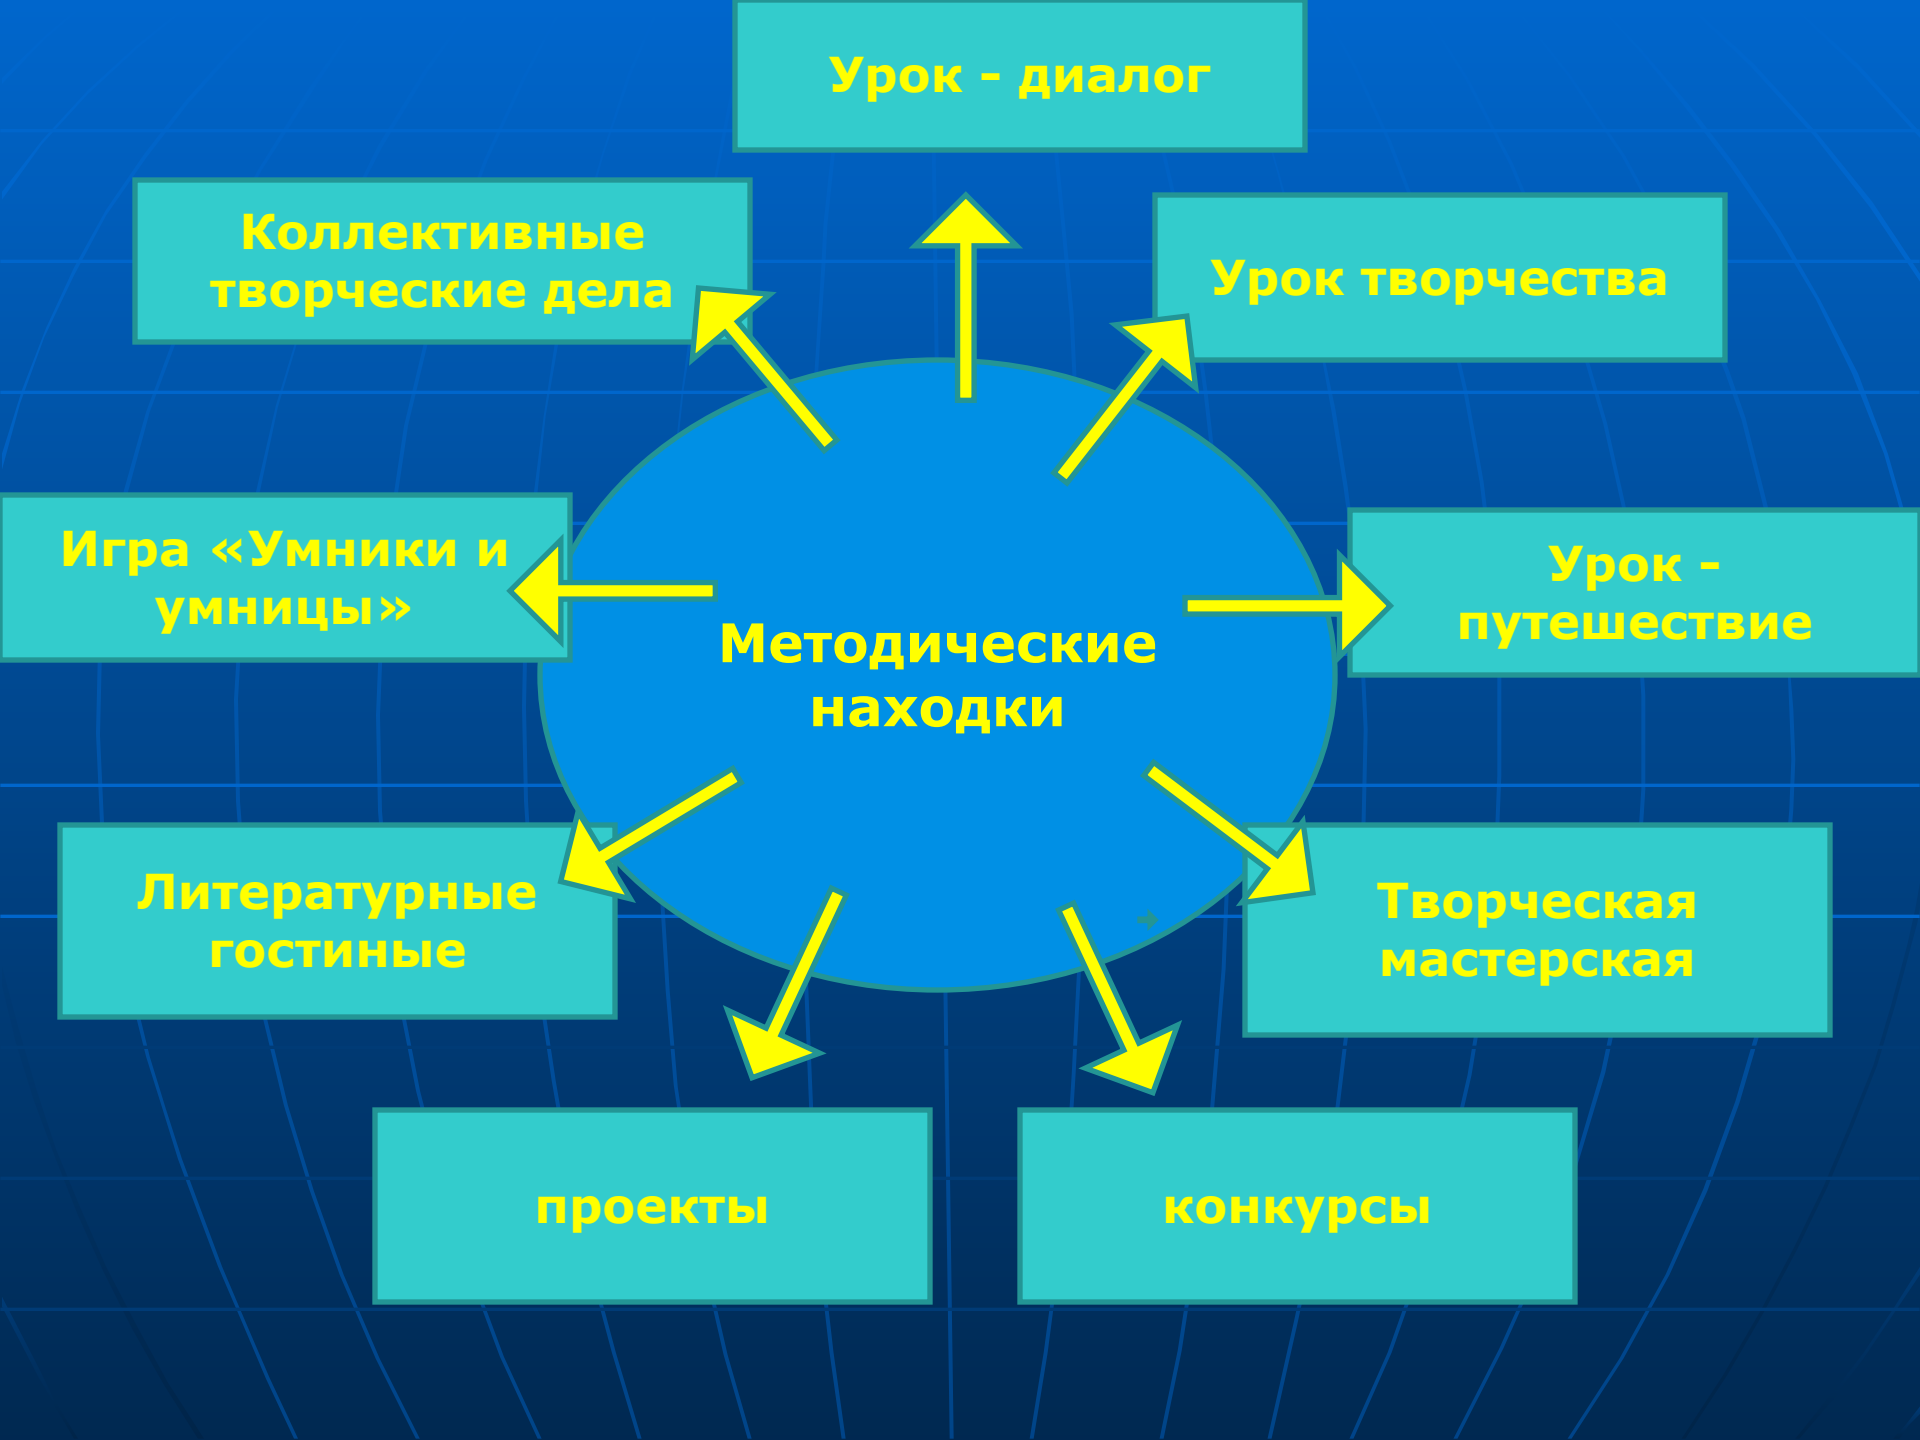 Урок – диалог
Коллективные
творческие дела
Урок творчества
Игра «Умники и
умницы»
Урок –
путешествие
Методические
находки
Литературные
гостиные
Творческая
мастерская
проекты
конкурсы